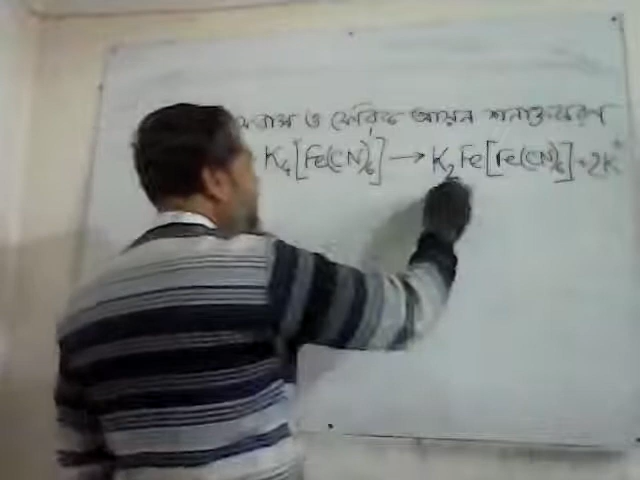 ও ফেরিক আয়ন শনাক্তকরণ
K₄[Fe(CN)₆] → K₂Fe[Fe(CN)₆] + 2K⁺